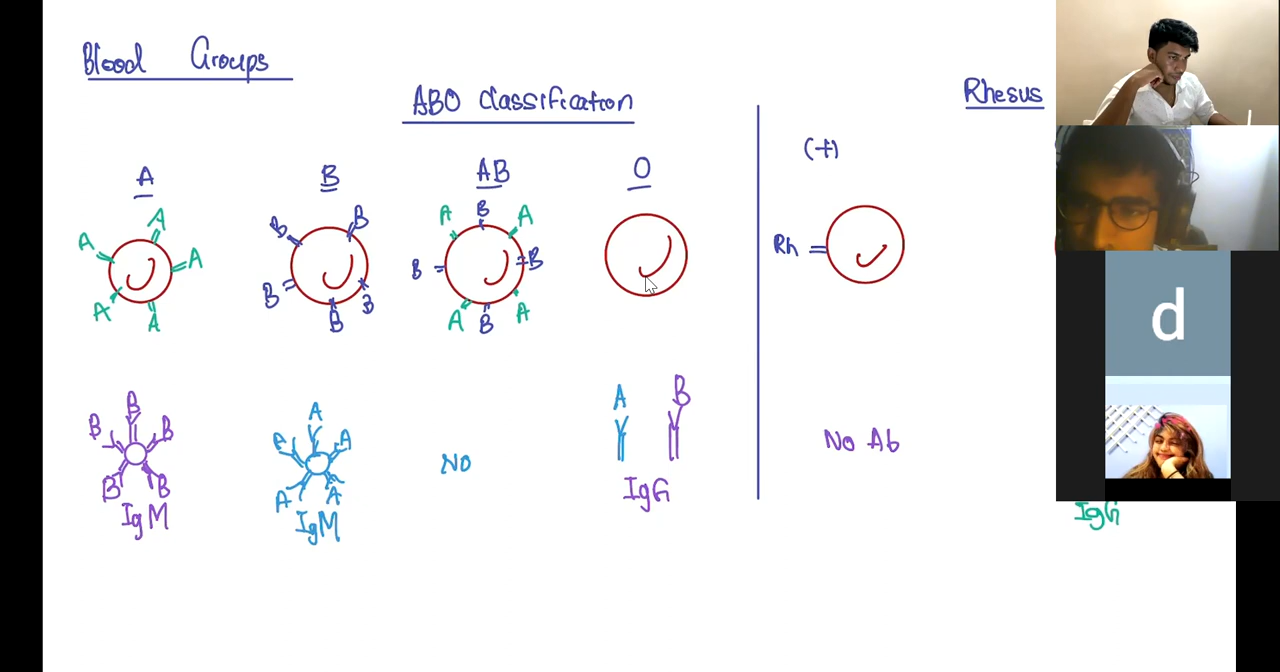 Blood Groups
ABO Classification
Rhesus
A B AB O (+)
A A A A A
B B B B B
A B A B B A B A
Rh
B B B B B
IgM
A A A A A
IgM
NO
A B
IgG
No Ab
IgG
d